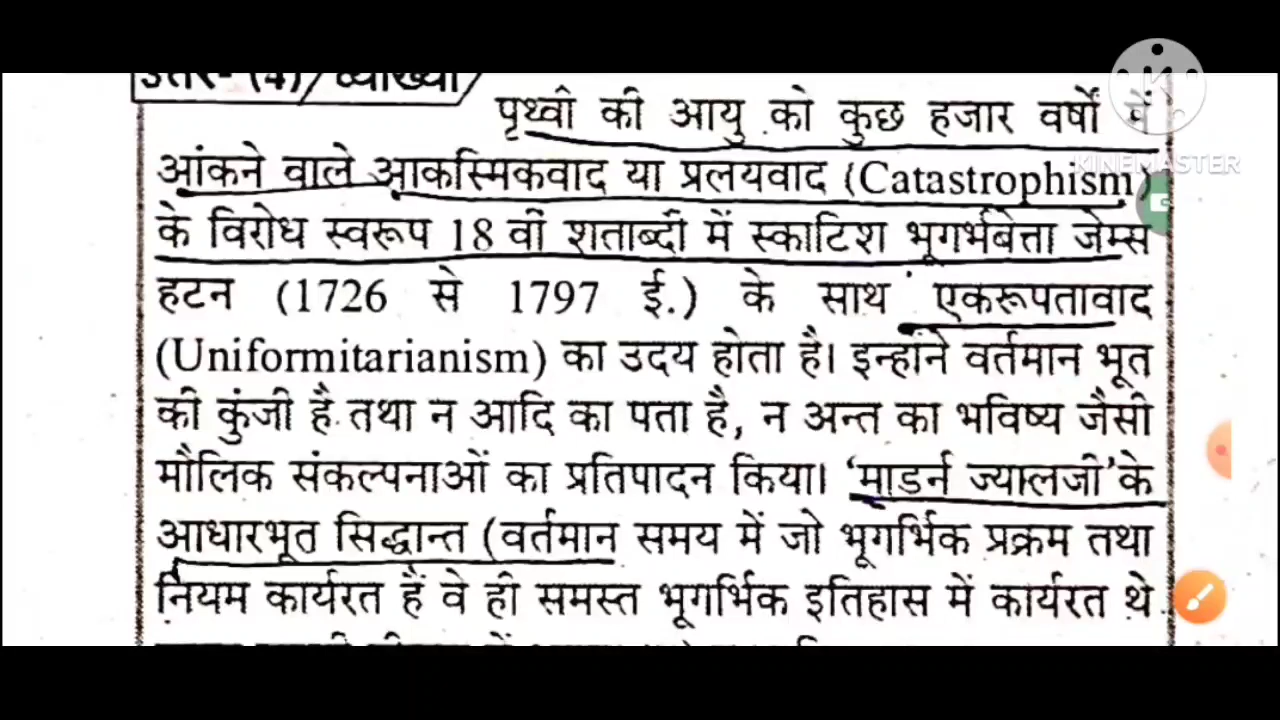 उत्तर- (4)/ व्याख्या
पृथ्वी की आयु को कुछ हजार वर्षों में
KINEMASTER
आंकने वाले आकस्मिकवाद या प्रलयवाद (Catastrophism)
के विरोध स्वरूप 18 वीं शताब्दी में स्काटिश भूगर्भबेत्ता जेम्स
हटन (1726 से 1797 ई.) के साथ एकरूपतावाद
(Uniformitarianism) का उदय होता है। इन्होंने वर्तमान भूत
की कुंजी है तथा न आदि का पता है, न अन्त का भविष्य जैसी
मौलिक संकल्पनाओं का प्रतिपादन किया। 'माडर्न ज्यालजी' के
आधारभूत सिद्धान्त (वर्तमान समय में जो भूगर्भिक प्रक्रम तथा
नियम कार्यरत हैं वे ही समस्त भूगर्भिक इतिहास में कार्यरत थे